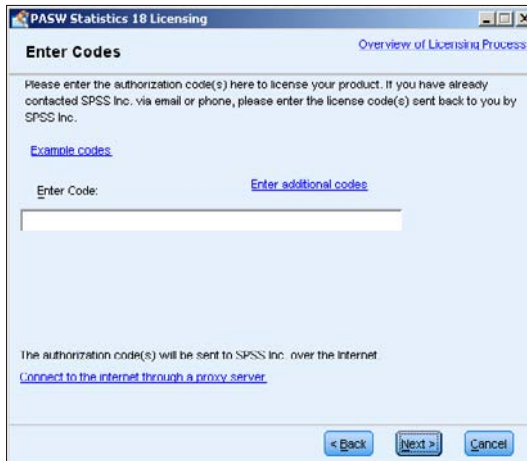 PASW Statistics 18 Licensing
Enter Codes
Overview of Licensing Process
Please enter the authorization code(s) here to license your product. If you have already
contacted SPSS Inc. via email or phone, please enter the license code(s) sent back to you by
SPSS Inc.
Example codes
Enter Code:
Enter additional codes
The authorization code(s) will be sent to SPSS Inc. over the Internet
Connect to the internet through a proxy server
< Back
Next >
Cancel